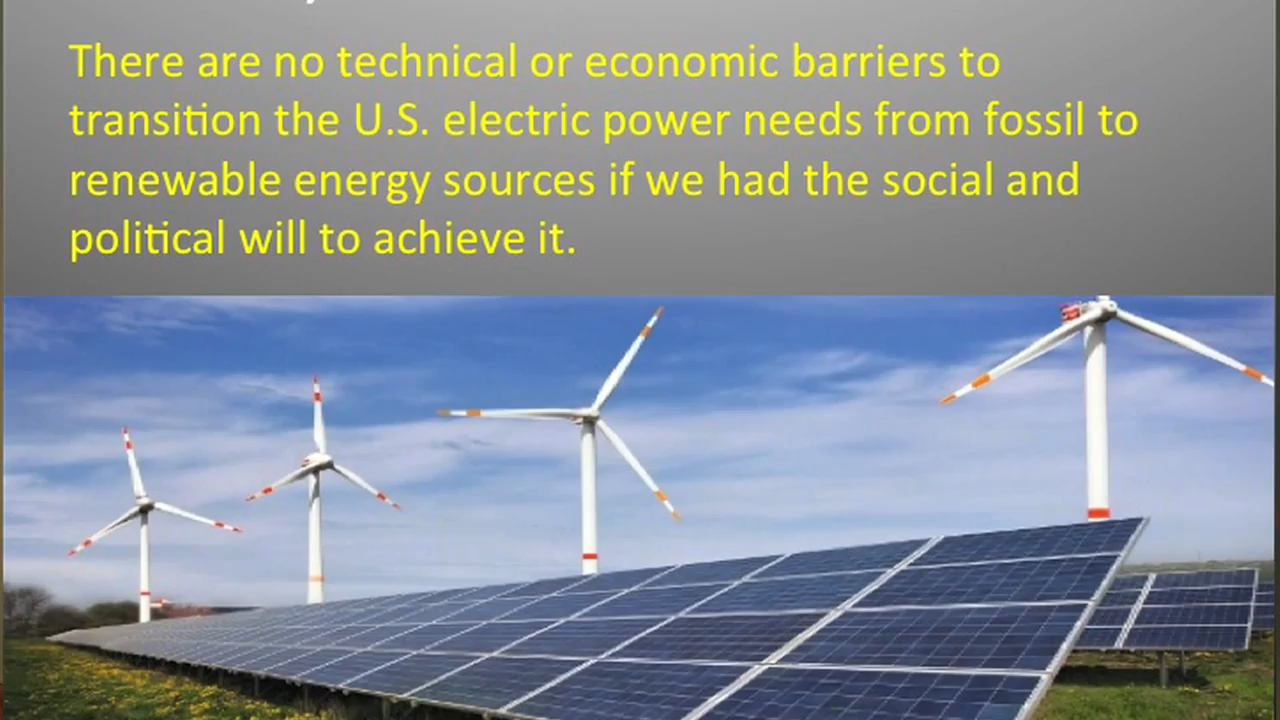 There are no technical or economic barriers to
transition the U.S. electric power needs from fossil to
renewable energy sources if we had the social and
political will to achieve it.